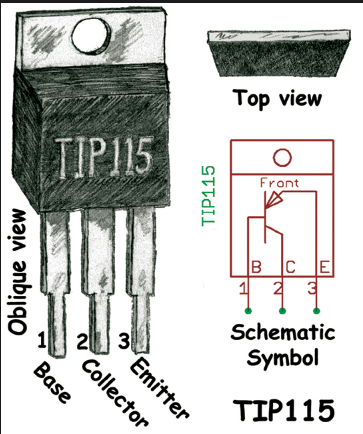 TIP115
Oblique view
1 2 3
Base
Collector
Emitter
Top view
TIP115
Front
B C E
1 2 3
Schematic
Symbol
TIP115